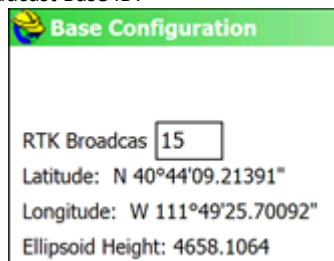 Base Configuration
RTK Broadcas 15
Latitude: N 40°44'09.21391"
Longitude: W 111°49'25.70092"
Ellipsoid Height: 4658.1064